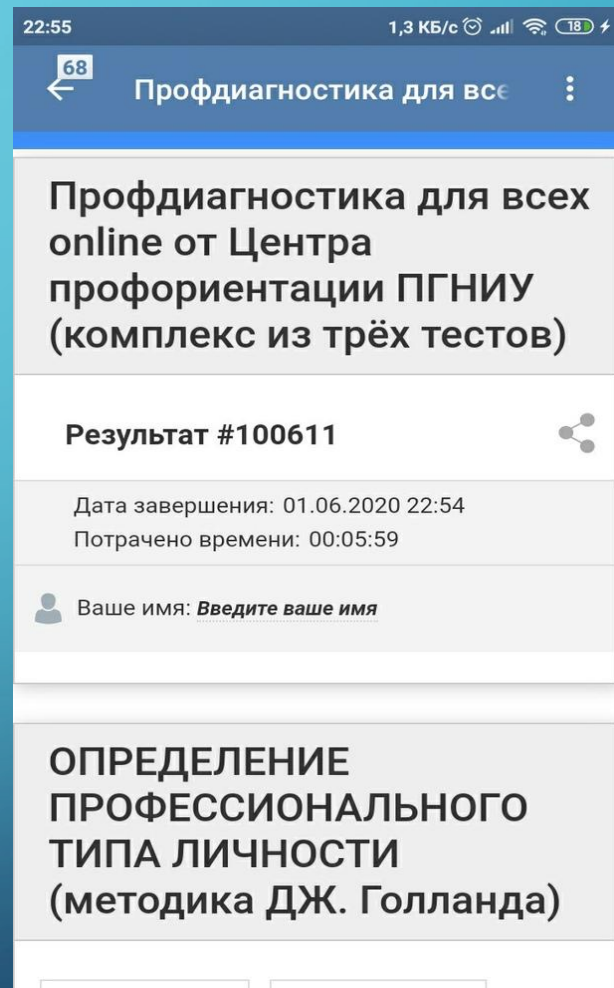 22:55 1,3 КБ/с 18
68
Профдиагностика для все
Профдиагностика для всех
online от Центра
профориентации ПГНИУ
(комплекс из трёх тестов)
Результат #100611
Дата завершения: 01.06.2020 22:54
Потрачено времени: 00:05:59
Ваше имя: Введите ваше имя
ОПРЕДЕЛЕНИЕ
ПРОФЕССИОНАЛЬНОГО
ТИПА ЛИЧНОСТИ
(методика ДЖ. Голланда)